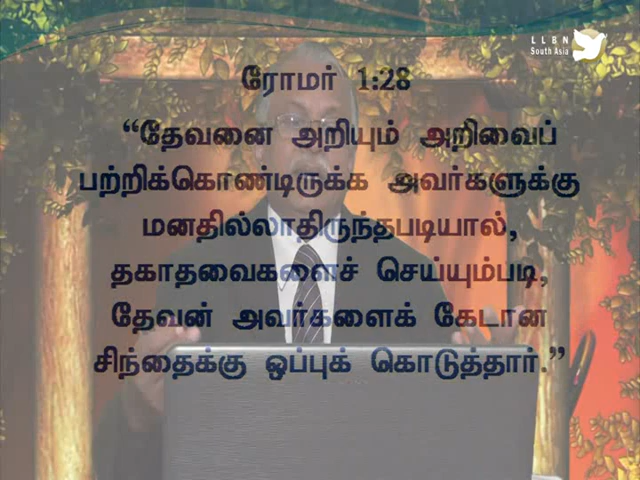 LLBN
South Asia
ரோமர் 1:28
“தேவனை அறியும் அறிவைப்
பற்றிக்கொண்டிருக்க அவர்களுக்கு
மனதில்லாதிருந்தபடியால்,
தகாதவைகளைச் செய்யும்படி,
தேவன் அவர்களைக் கேடான
சிந்தைக்கு ஒப்புக் கொடுத்தார்.”